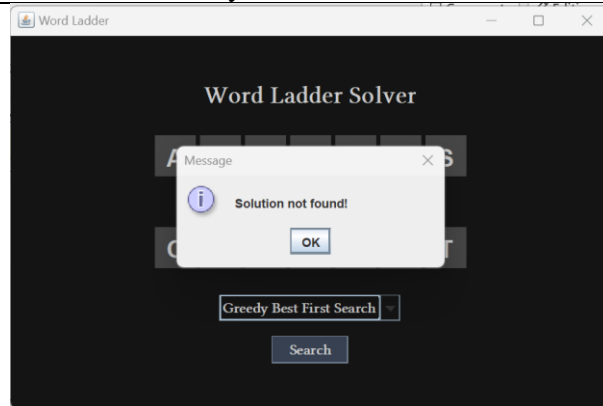 Word Ladder
Word Ladder Solver
A S
Message
Solution not found!
OK
C T
Greedy Best First Search
Search